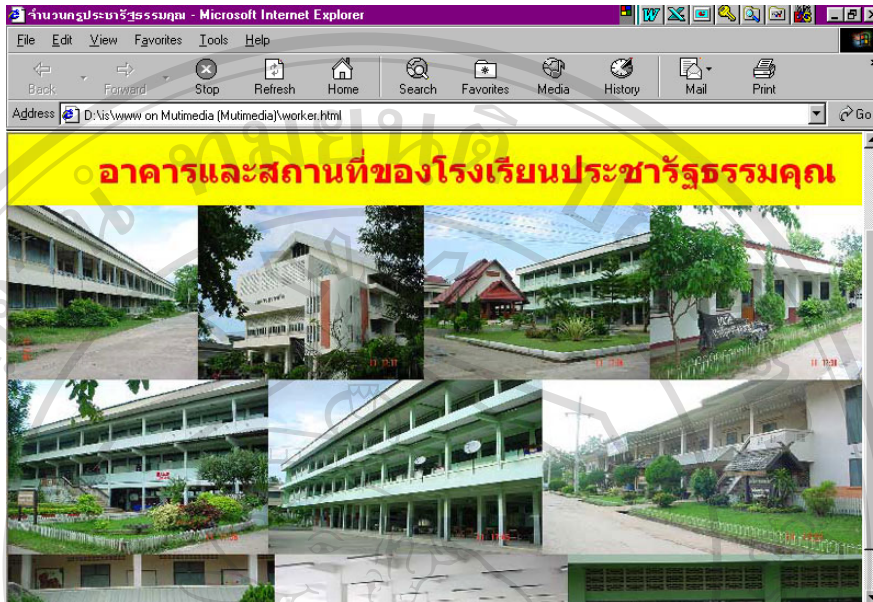 จำนวนครูประชารัฐธรรมคุณ - Microsoft Internet Explorer
File Edit View Favorites Tools Help
Back Forward Stop Refresh Home Search Favorites Media History Mail Print
Address D:\is\www on Mutimedia (Mutimedia)\worker.html Go
อาคารและสถานที่ของโรงเรียนประชารัฐธรรมคุณ